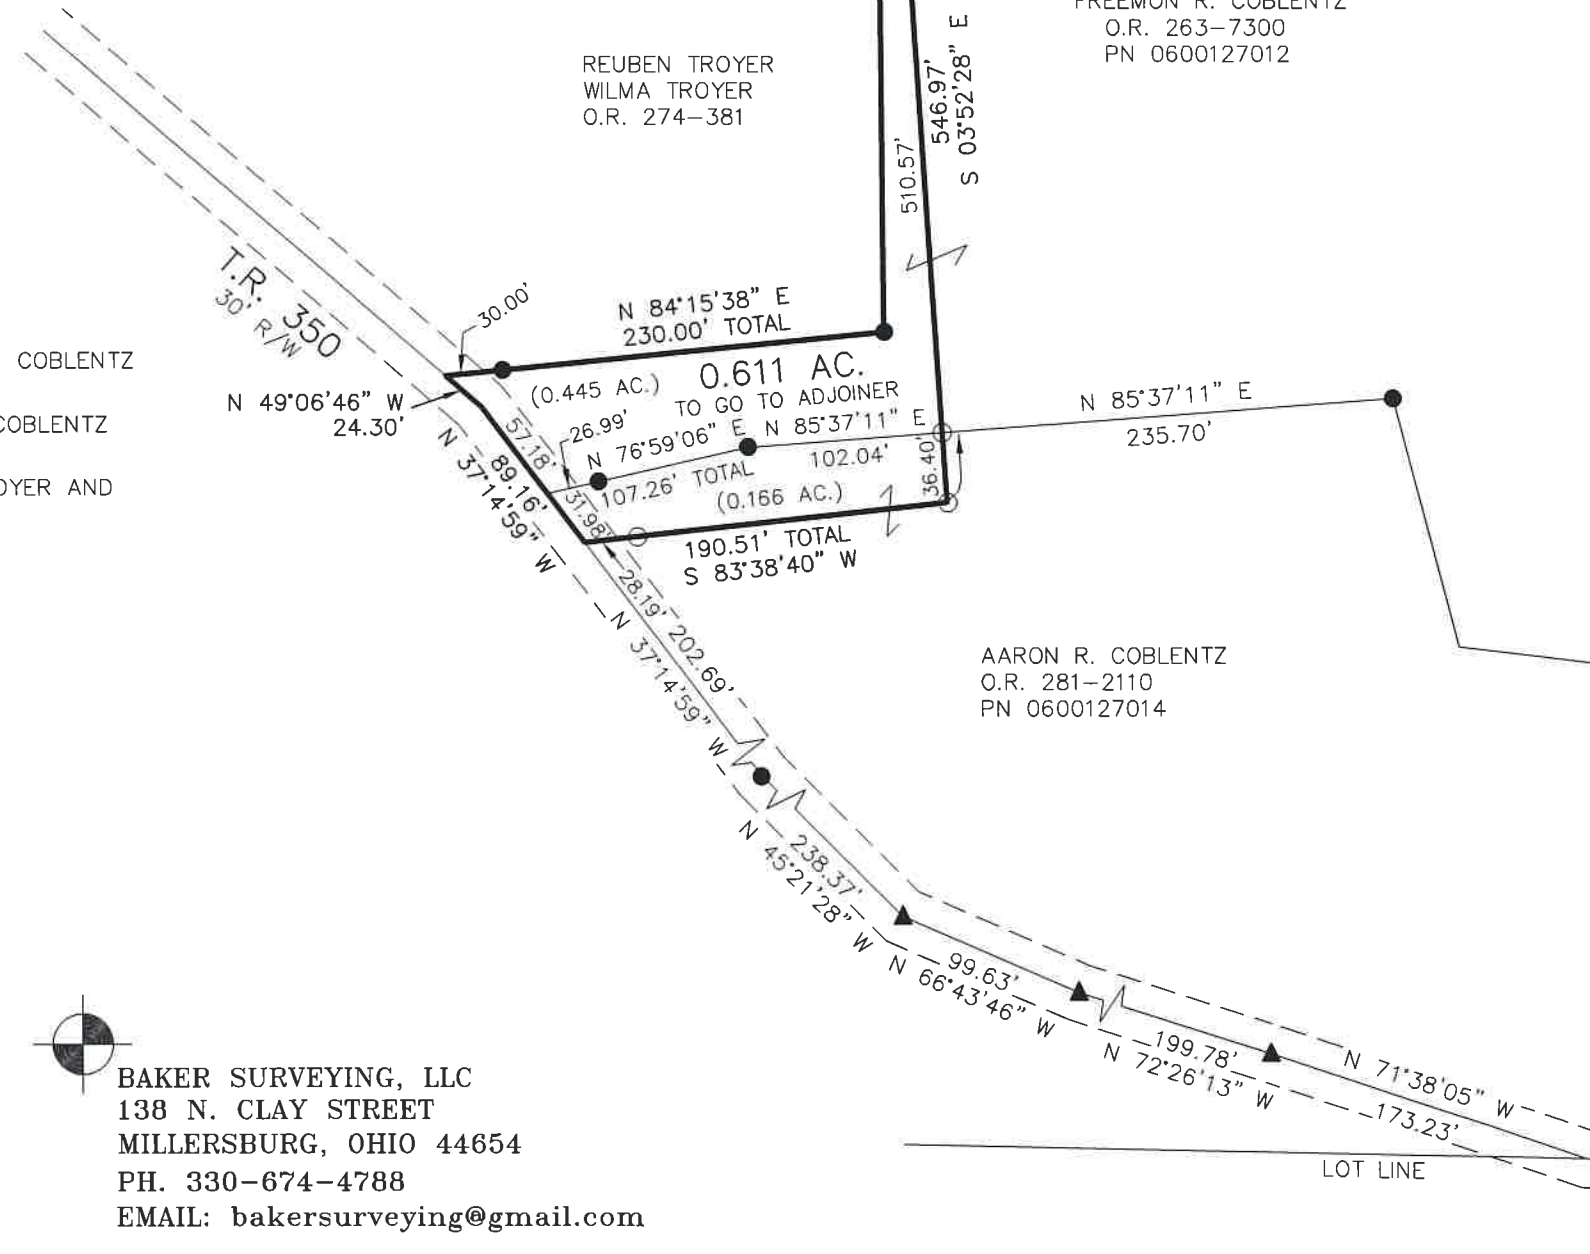 FREEMON R. COBLENTZ
O.R. 263-7300
PN 0600127012
REUBEN TROYER
WILMA TROYER
O.R. 274-381
546.97'
S 03°52'28" E
510.57'
T.R. 350
30' R/W
30.00'
N 84°15'38" E
230.00' TOTAL
COBLENTZ
COBLENTZ
OYER AND
N 49°06'46" W
24.30'
(0.445 AC.)
0.611 AC.
TO GO TO ADJOINER
26.99'
N 76°59'06" E
107.26' TOTAL
N 85°37'11" E
102.04'
(0.166 AC.)
36.40'
N 85°37'11" E
235.70'
57.18'
31.98'
89.16'
N 37°14'59" W
190.51' TOTAL
S 83°38'40" W
28.19'
202.69'
N 37°14'59" W
AARON R. COBLENTZ
O.R. 281-2110
PN 0600127014
238.37'
N 45°21'28" W
99.63'
N 66°43'46" W
199.78'
N 72°26'13" W
N 71°38'05" W
173.23'
LOT LINE
BAKER SURVEYING, LLC
138 N. CLAY STREET
MILLERSBURG, OHIO 44654
PH. 330-674-4788
EMAIL: bakersurveying@gmail.com